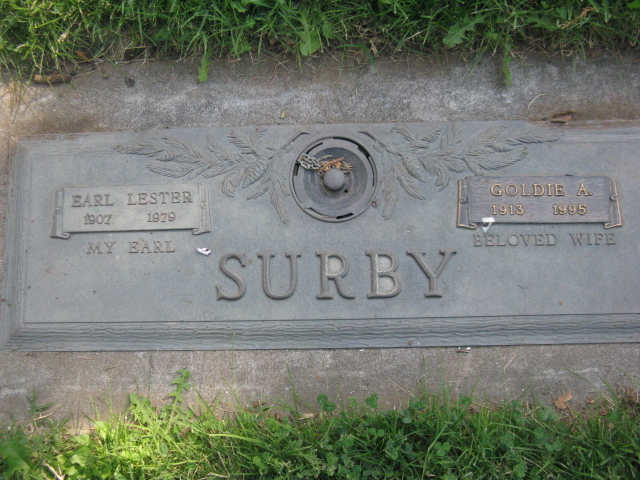 EARL LESTER
1907 1979
MY EARL
GOLDIE A.
1913 1995
BELOVED WIFE
SURBY